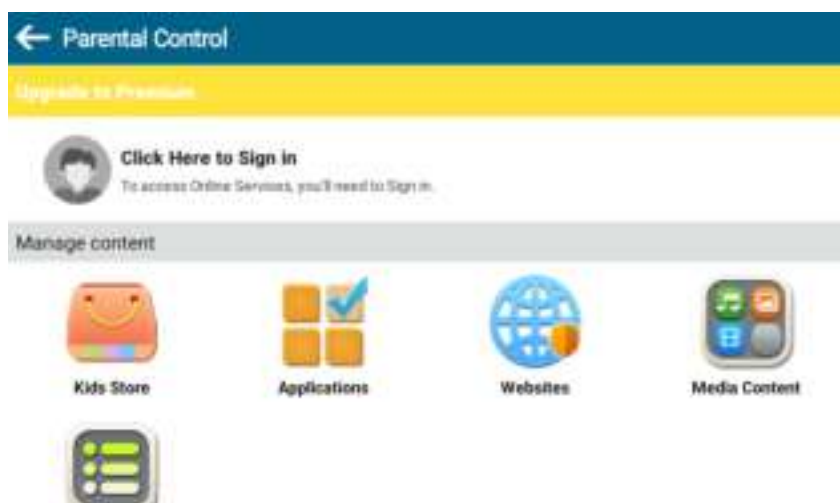 Parental Control
Upgrade to Premium
Click Here to Sign in
To access Online Services, you'll need to Sign in.
Manage content
Kids Store
Applications
Websites
Media Content